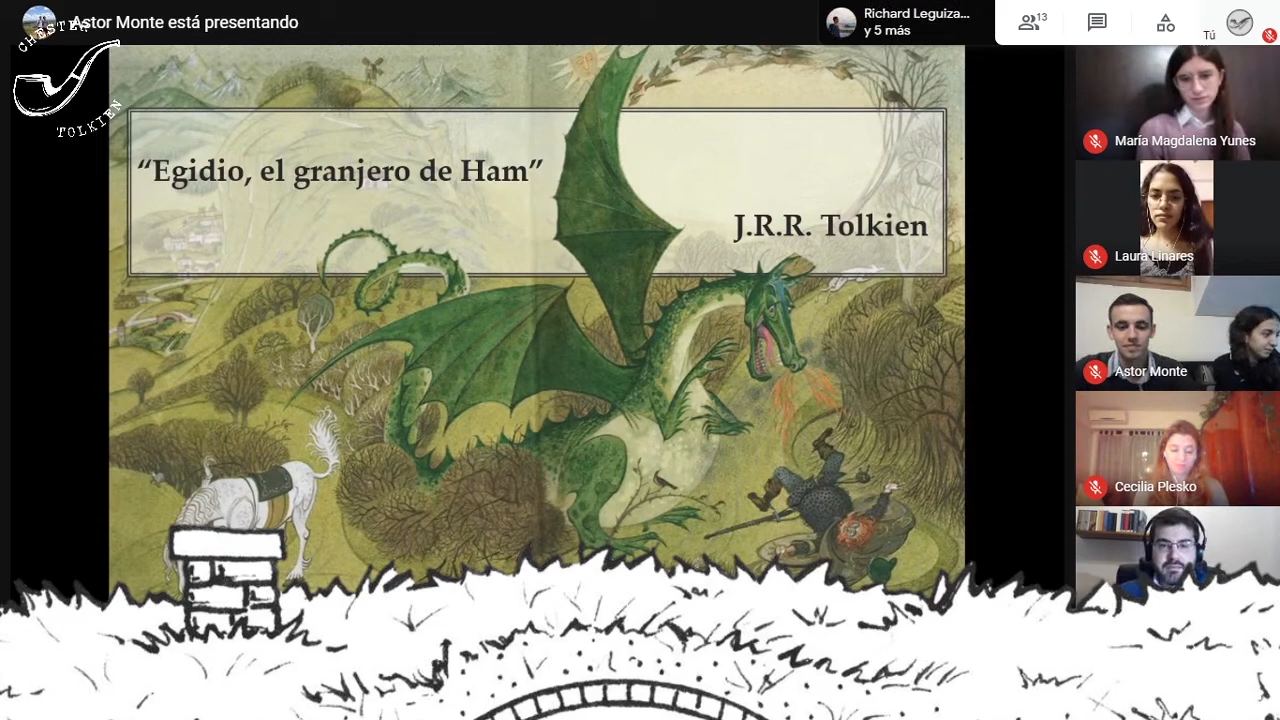 Astor Monte está presentando
Richard Leguiza...
y 5 más
13
Tú
CHESTER
TOLKIEN
“Egidio, el granjero de Ham”
J.R.R. Tolkien
María Magdalena Yunes
Laura Linares
Astor Monte
Cecilia Plesko